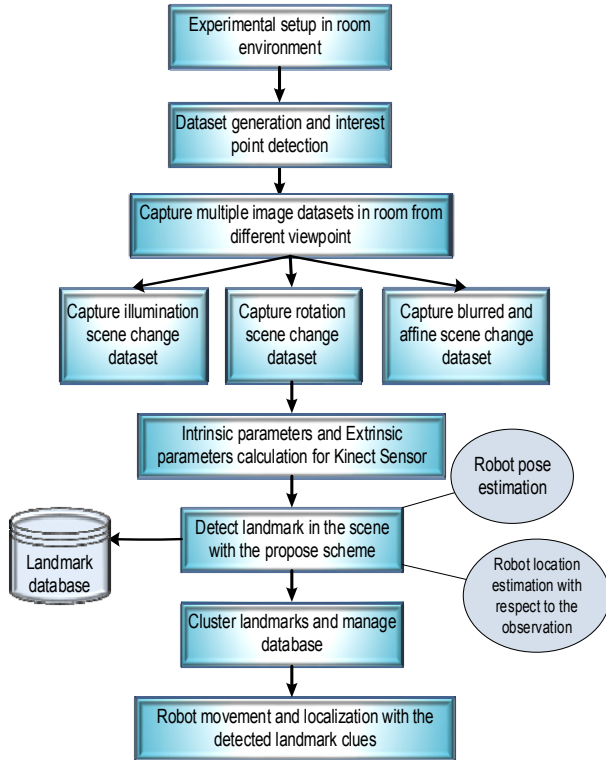 Experimental setup in room
environment
Dataset generation and interest
point detection
Capture multiple image datasets in room from
different viewpoint
Capture illumination
scene change
dataset
Capture rotation
scene change
dataset
Capture blurred and
affine scene change
dataset
Intrinsic parameters and Extrinsic
parameters calculation for Kinect Sensor
Robot pose
estimation
Detect landmark in the scene
with the propose scheme
Landmark
database
Robot location
estimation with
respect to the
observation
Cluster landmarks and manage
database
Robot movement and localization with the
detected landmark clues